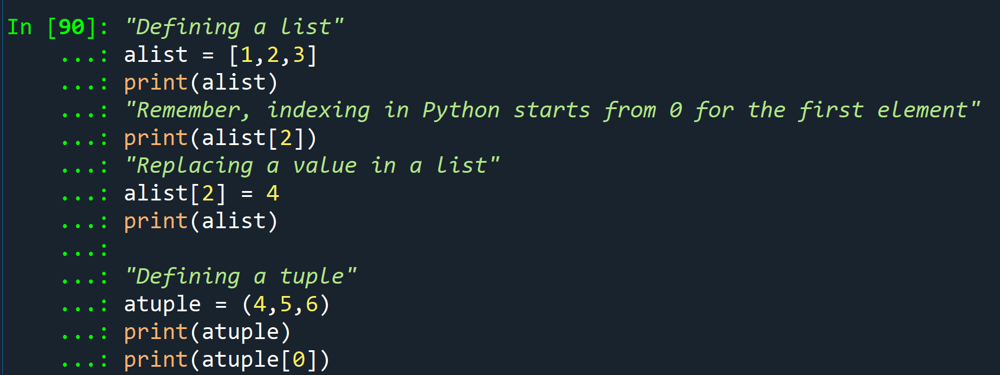 In [90]: "Defining a list"
...: alist = [1,2,3]
...: print(alist)
...: "Remember, indexing in Python starts from 0 for the first element"
...: print(alist[2])
...: "Replacing a value in a list"
...: alist[2] = 4
...: print(alist)
...:
...: "Defining a tuple"
...: atuple = (4,5,6)
...: print(atuple)
...: print(atuple[0])